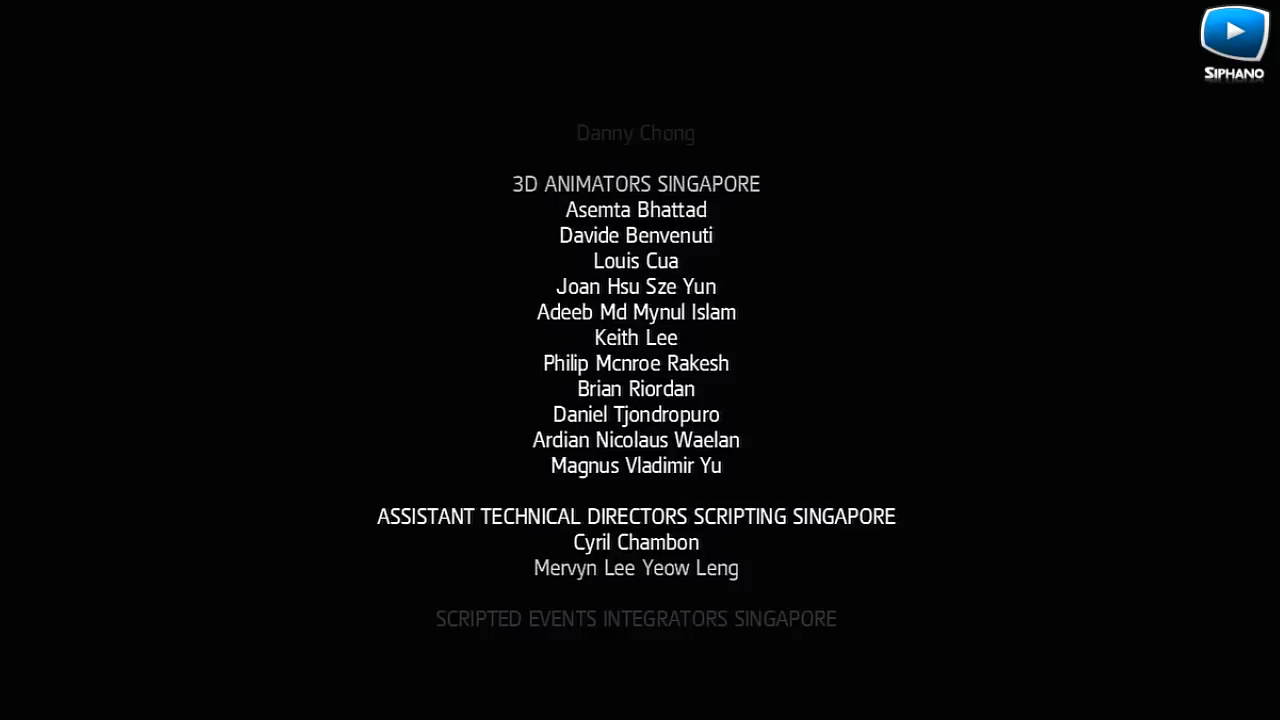 SIPHANO
Danny Chong
3D ANIMATORS SINGAPORE
Asemta Bhattad
Davide Benvenuti
Louis Cua
Joan Hsu Sze Yun
Adeeb Md Mynul Islam
Keith Lee
Philip Mcnroe Rakesh
Brian Riordan
Daniel Tjondropuro
Ardian Nicolaus Waelan
Magnus Vladimir Yu
ASSISTANT TECHNICAL DIRECTORS SCRIPTING SINGAPORE
Cyril Chambon
Mervyn Lee Yeow Leng
SCRIPTED EVENTS INTEGRATORS SINGAPORE